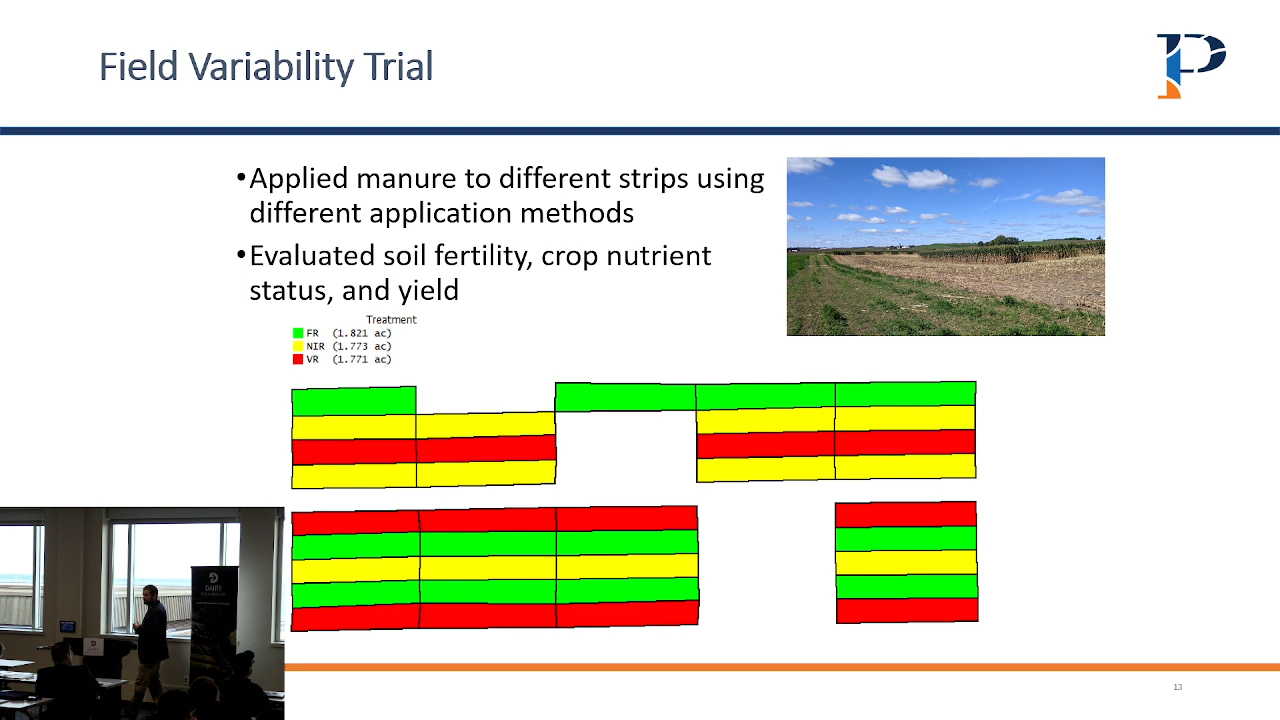 Field Variability Trial
•Applied manure to different strips using
different application methods
•Evaluated soil fertility, crop nutrient
status, and yield
Treatment
FR (1.821 ac)
NIR (1.773 ac)
VR (1.771 ac)
DAIRY
13